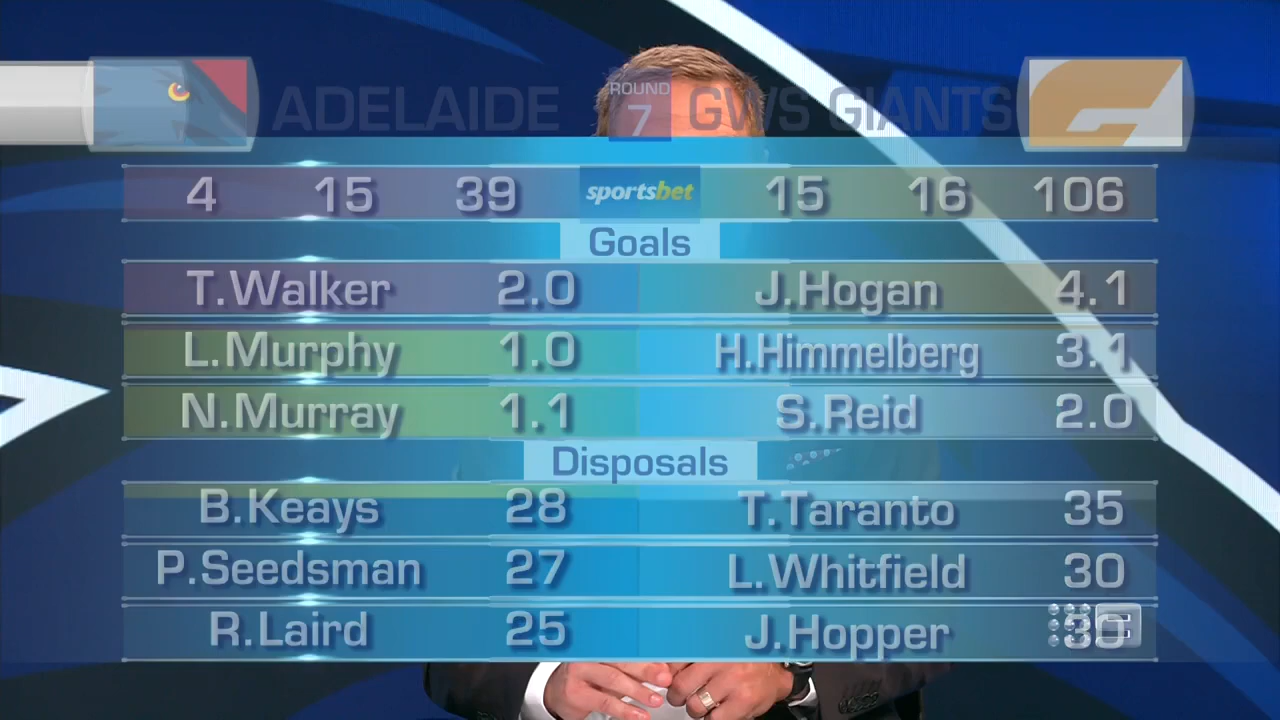 ADELAIDE ROUND 7 GWS GIANTS
4 15 39 sportsbet 15 16 106
Goals
T.Walker 2.0 J.Hogan 4.1
L.Murphy 1.0 H.Himmelberg 3.1
N.Murray 1.1 S.Reid 2.0
Disposals
B.Keays 28 T.Taranto 35
P.Seedsman 27 L.Whitfield 30
R.Laird 25 J.Hopper 30